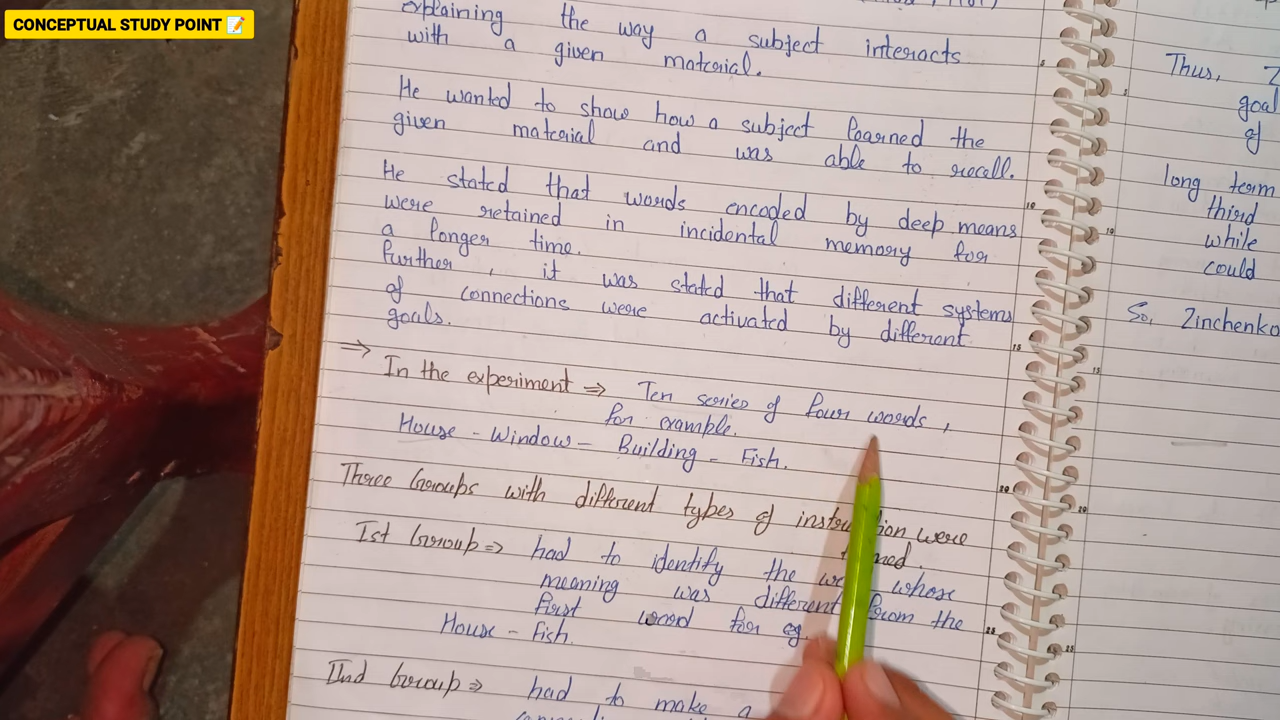 CONCEPTUAL STUDY POINT 📝
explaining the way a subject interacts
with a given material.
He wanted to show how a subject learned the
given material and was able to recall.
He stated that words encoded by deep means
were retained in incidental memory for
a longer time.
Further, it was stated that different systems
of connections were activated by different
goals.
⇒ In the experiment ⇒ Ten series of four words,
for example.
House - Window - Building - Fish.
Three Groups with different types of instruction were
Ist Group ⇒ had to identify the whose
meaning was different from the
first word for eg.
House - Fish.
IInd Group ⇒ had to make a
Thus,
goal
of
long term
third
while
could
So, Zinchenko